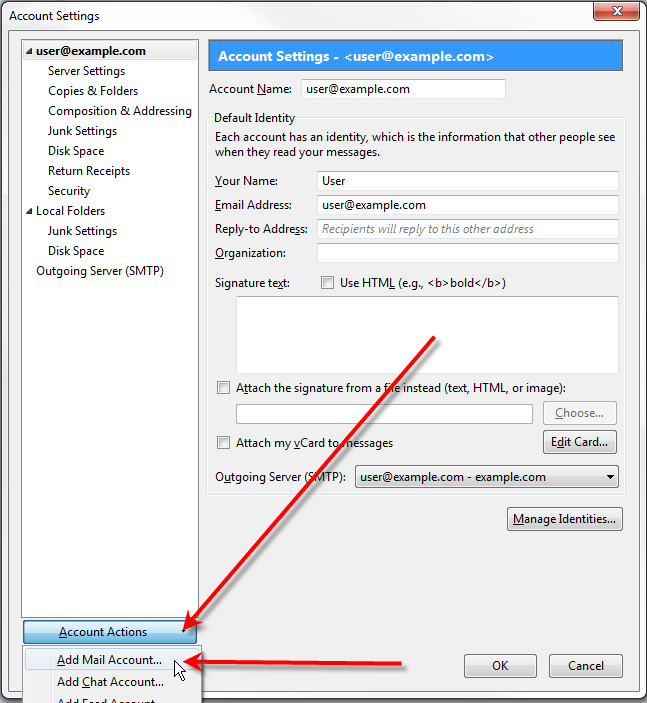 Account Settings
user@example.com
Server Settings
Copies & Folders
Composition & Addressing
Junk Settings
Disk Space
Return Receipts
Security
Local Folders
Junk Settings
Disk Space
Outgoing Server (SMTP)
Account Settings - <user@example.com>
Account Name: user@example.com
Default Identity
Each account has an identity, which is the information that other people see
when they read your messages.
Your Name: User
Email Address: user@example.com
Reply-to Address: Recipients will reply to this other address
Organization:
Signature text: Use HTML (e.g., <b>bold</b>)
Attach the signature from a file instead (text, HTML, or image):
Choose...
Attach my vCard to messages Edit Card...
Outgoing Server (SMTP): user@example.com - example.com
Manage Identities...
Account Actions
Add Mail Account...
Add Chat Account...
Add Feed Account
OK Cancel